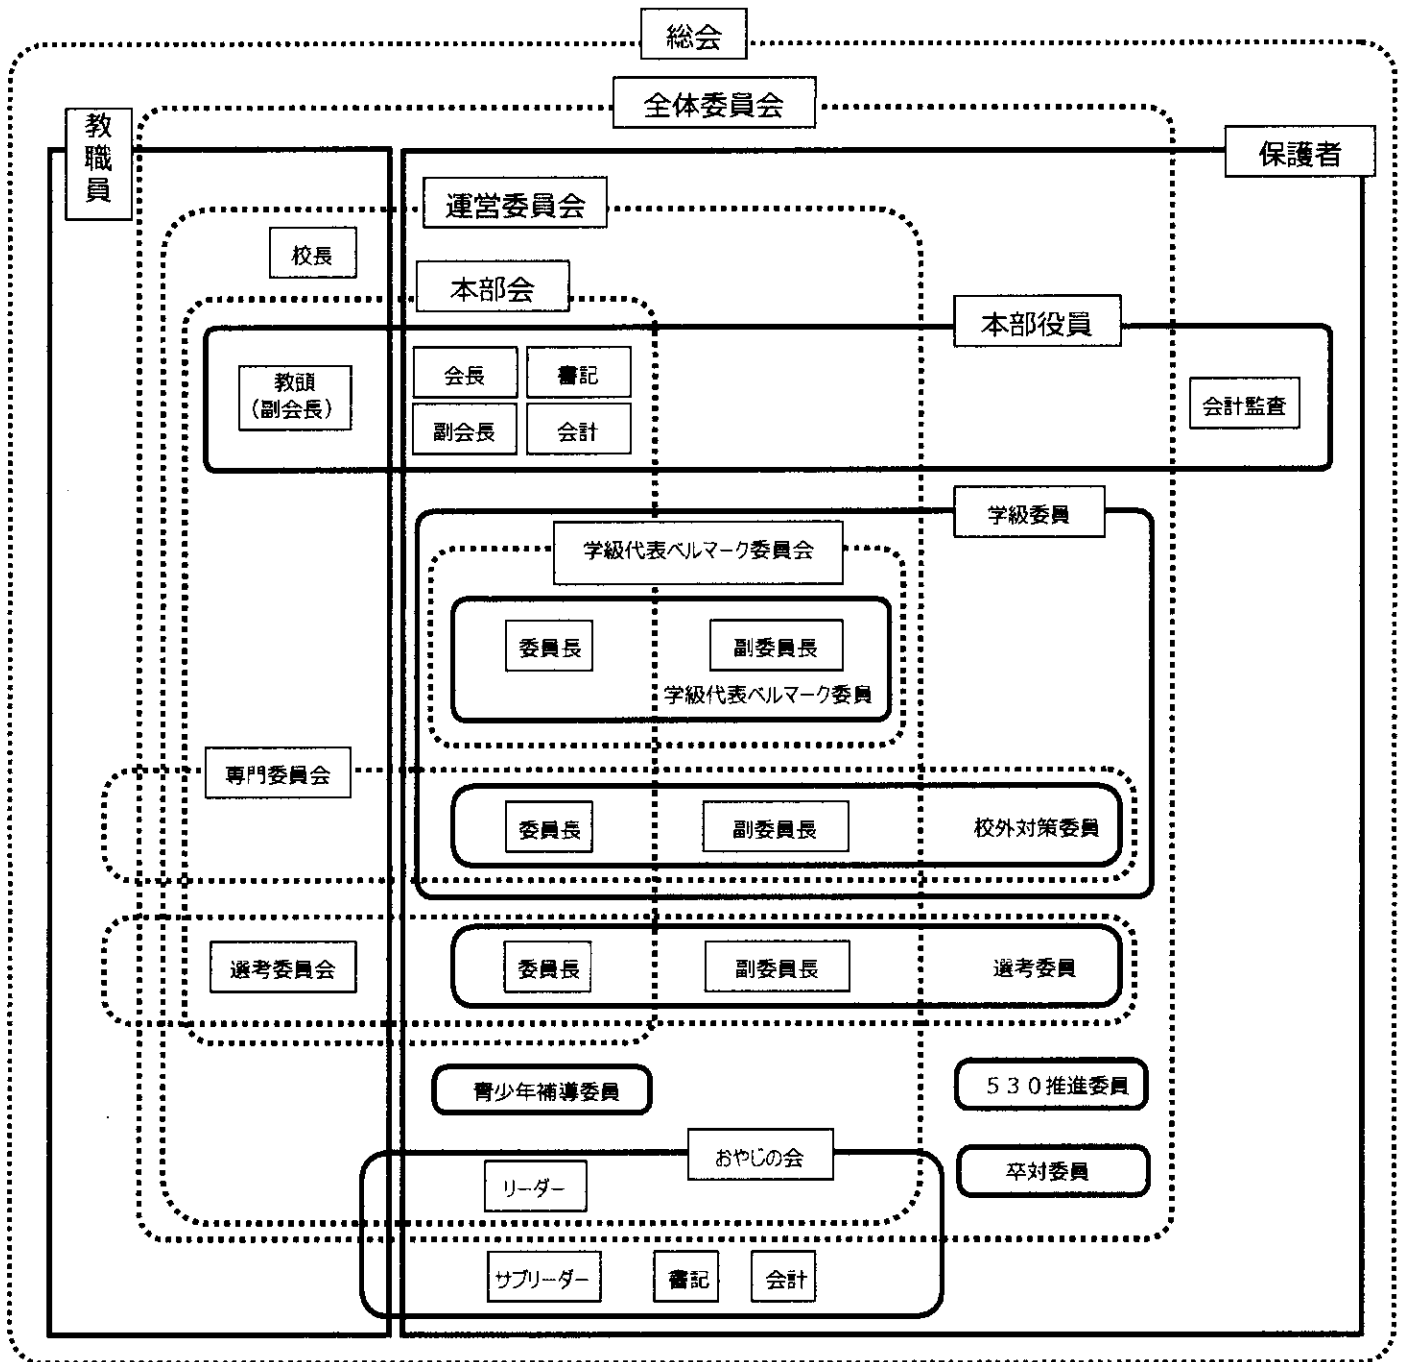 総会
全体委員会
教職員
保護者
運営委員会
校長
本部会
本部役員
教頭
（副会長）
会長
書記
副会長
会計
会計監査
学級委員
学級代表ベルマーク委員会
委員長
副委員長
学級代表ベルマーク委員
専門委員会
委員長
副委員長
校外対策委員
選考委員会
委員長
副委員長
選考委員
青少年補導委員
５３０推進委員
おやじの会
卒対委員
リーダー
サブリーダー
書記
会計